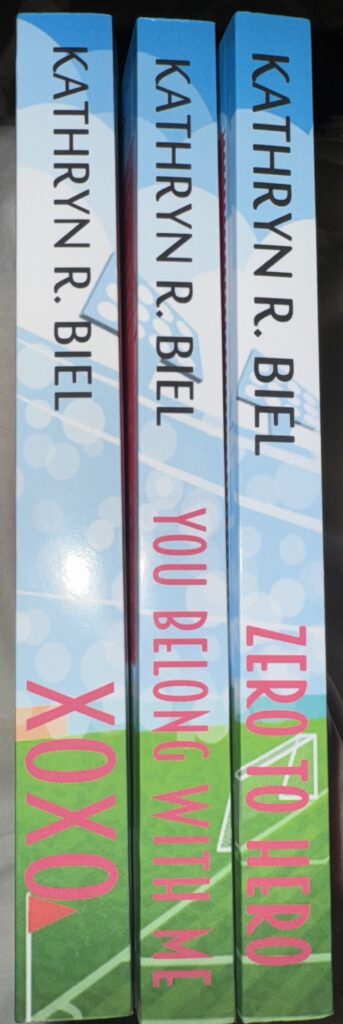 KATHRYN R. BIEL XOXO
KATHRYN R. BIEL YOU BELONG WITH ME
KATHRYN R. BIEL ZERO TO HERO